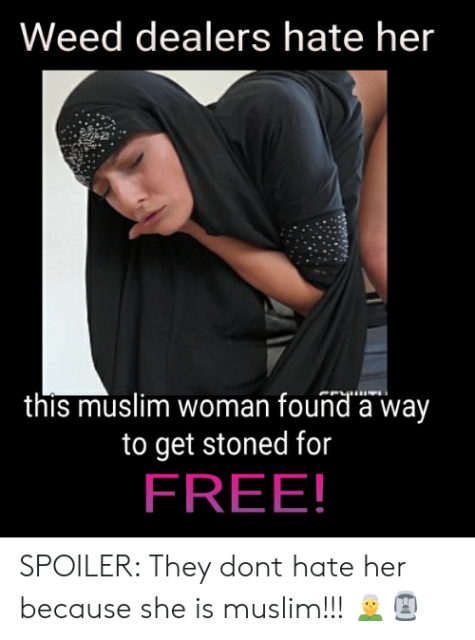 Weed dealers hate her
this muslim woman found a way
to get stoned for
FREE!
SPOILER: They dont hate her
because she is muslim!!! 👳🗿